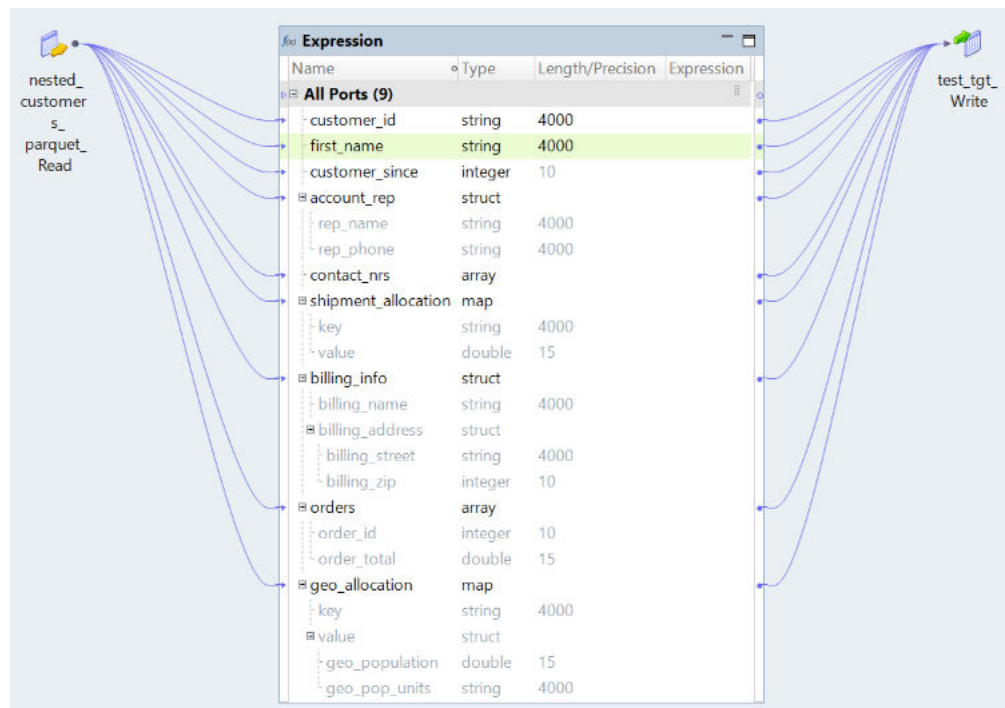 nested_
customer
s_
parquet_
Read
fx Expression
Name Type Length/Precision Expression
All Ports (9)
customer_id string 4000
first_name string 4000
customer_since integer 10
account_rep struct
rep_name string 4000
rep_phone string 4000
contact_nrs array
shipment_allocation map
key string 4000
value double 15
billing_info struct
billing_name string 4000
billing_address struct
billing_street string 4000
billing_zip integer 10
orders array
order_id integer 10
order_total double 15
geo_allocation map
key string 4000
value struct
geo_population double 15
geo_pop_units string 4000
test_tgt_
Write